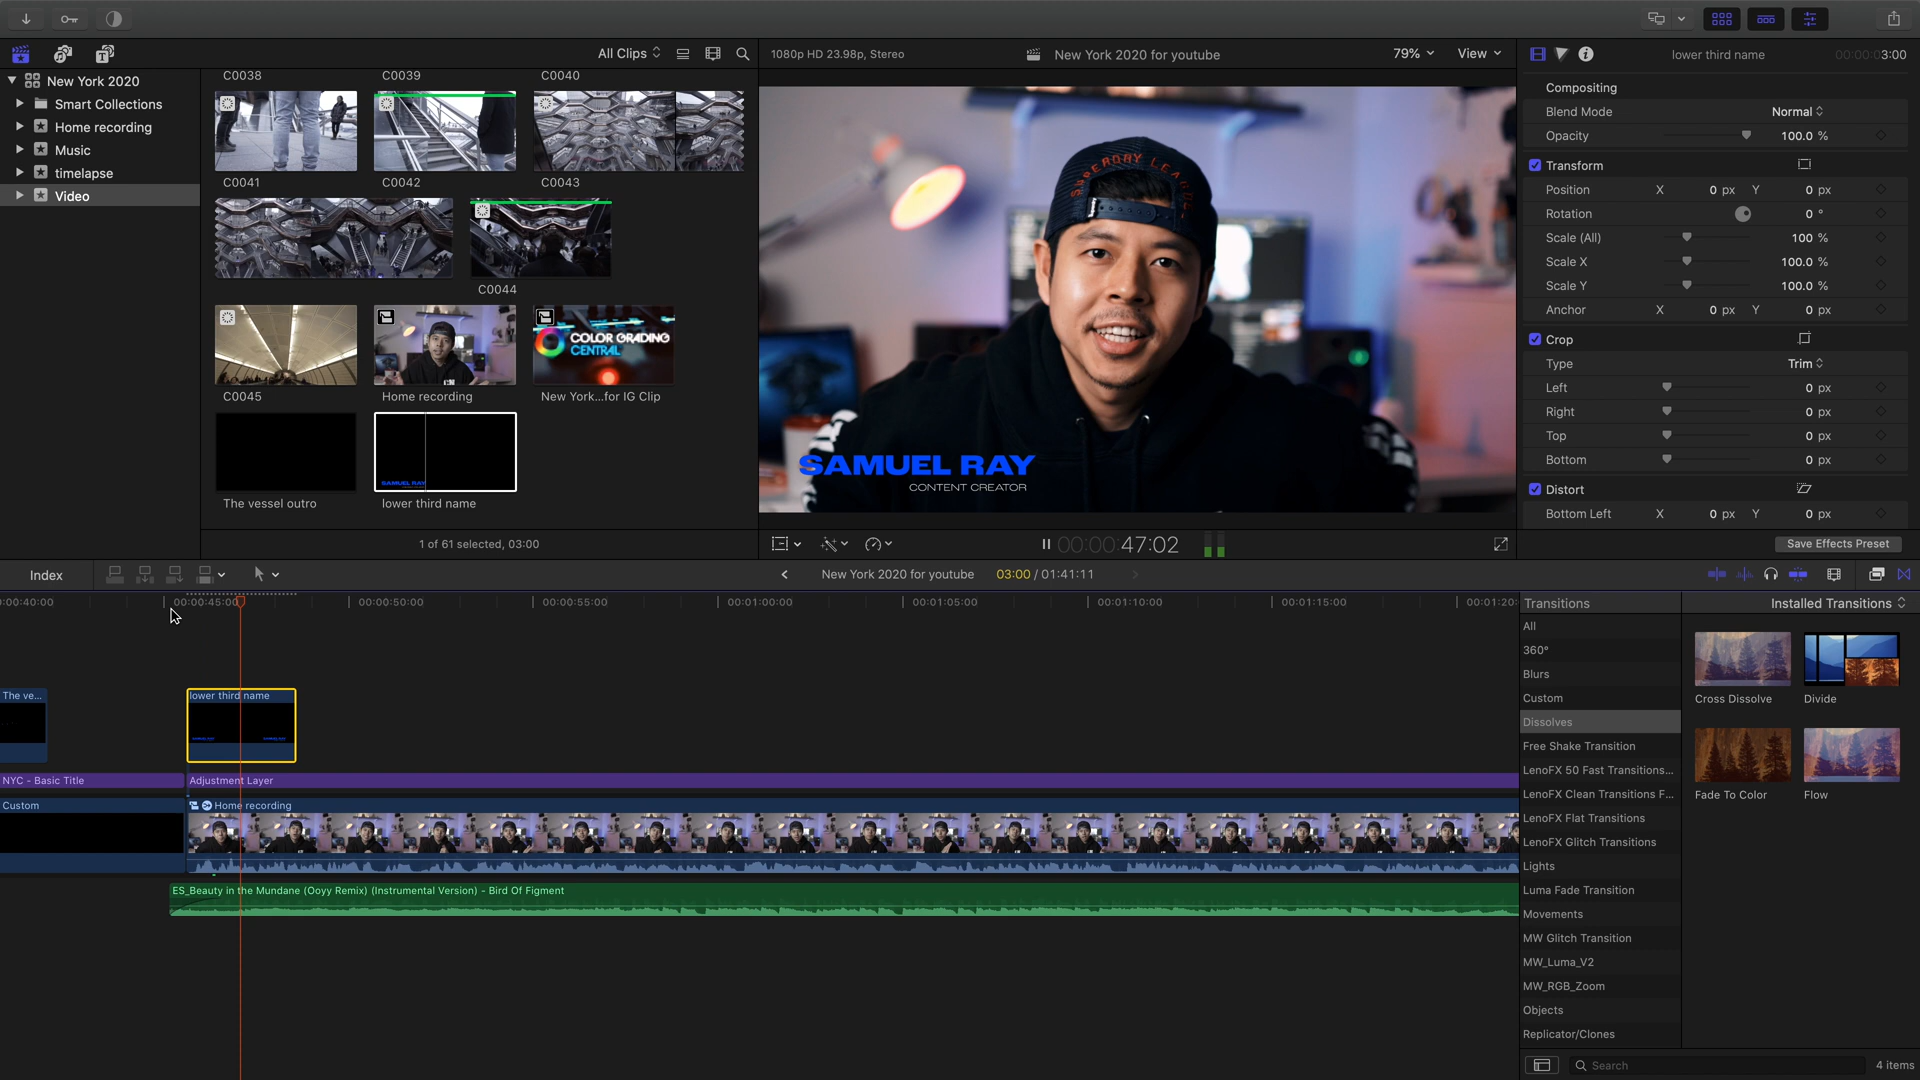 All Clips
1080p HD 23.98p, Stereo
New York 2020 for youtube
79%
View
lower third name
00:00:03:00
New York 2020
Smart Collections
Home recording
Music
timelapse
Video
C0038
C0039
C0040
C0041
C0042
C0043
C0044
COLOR GRADING
CENTRAL
C0045
Home recording
New York...for IG Clip
SAMUEL RAY
The vessel outro
lower third name
1 of 61 selected, 03:00
SUPERDRY LEAGUE
SAMUEL RAY
CONTENT CREATOR
00:00:47:02
Compositing
Blend Mode
Normal
Opacity
100.0 %
Transform
Position
X
0 px
Y
0 px
Rotation
0 °
Scale (All)
100 %
Scale X
100.0 %
Scale Y
100.0 %
Anchor
X
0 px
Y
0 px
Crop
Type
Trim
Left
0 px
Right
0 px
Top
0 px
Bottom
0 px
Distort
Bottom Left
X
0 px
Y
0 px
Save Effects Preset
Index
New York 2020 for youtube
03:00 / 01:41:11
:00:40:00
00:00:45:00
00:00:50:00
00:00:55:00
00:01:00:00
00:01:05:00
00:01:10:00
00:01:15:00
00:01:20:
The ve...
lower third name
NYC - Basic Title
Adjustment Layer
Custom
Home recording
ES_Beauty in the Mundane (Ooyy Remix) (Instrumental Version) - Bird Of Figment
Transitions
Installed Transitions
All
360°
Blurs
Custom
Dissolves
Free Shake Transition
LenoFX 50 Fast Transitions...
LenoFX Clean Transitions F...
LenoFX Flat Transitions
LenoFX Glitch Transitions
Lights
Luma Fade Transition
Movements
MW Glitch Transition
MW_Luma_V2
MW_RGB_Zoom
Objects
Replicator/Clones
Cross Dissolve
Divide
Fade To Color
Flow
Search
4 items